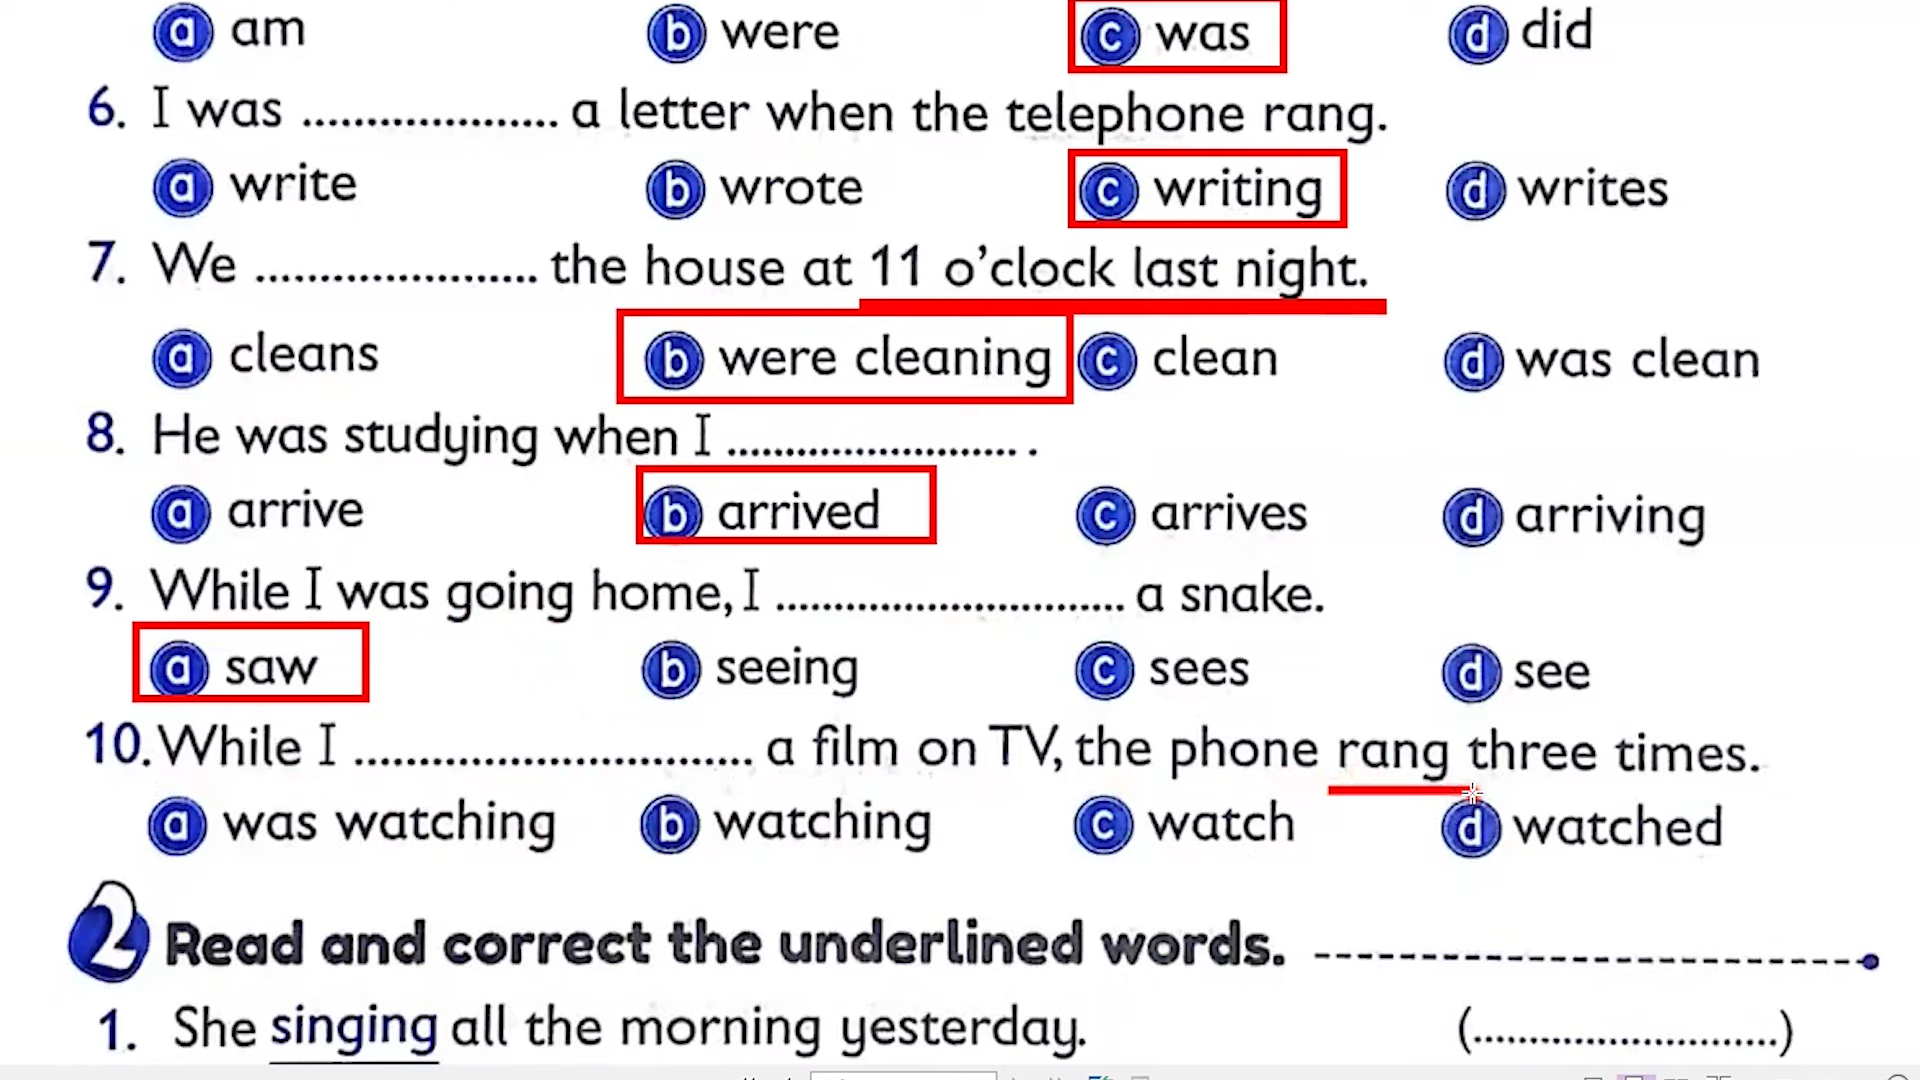 a am b were c was d did
6. I was .................... a letter when the telephone rang.
a write b wrote c writing d writes
7. We ...................... the house at 11 o’clock last night.
a cleans b were cleaning c clean d was clean
8. He was studying when I ......................... .
a arrive b arrived c arrives d arriving
9. While I was going home, I .............................. a snake.
a saw b seeing c sees d see
10. While I ............................... a film on TV, the phone rang three times.
a was watching b watching c watch d watched
2 Read and correct the underlined words.
1. She singing all the morning yesterday. (..........................)